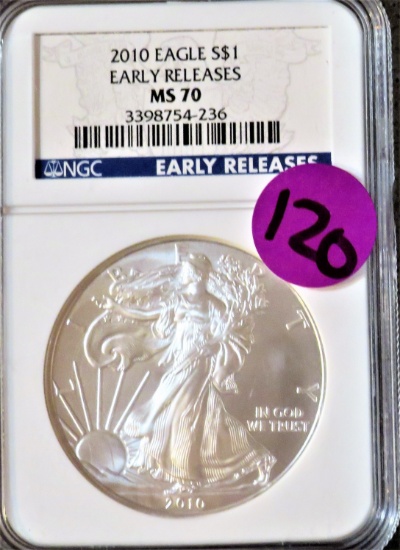 2010 EAGLE S$1
EARLY RELEASES
MS 70
3398754-236
NGC EARLY RELEASES
120
LIBERTY
IN GOD
WE TRUST
2010